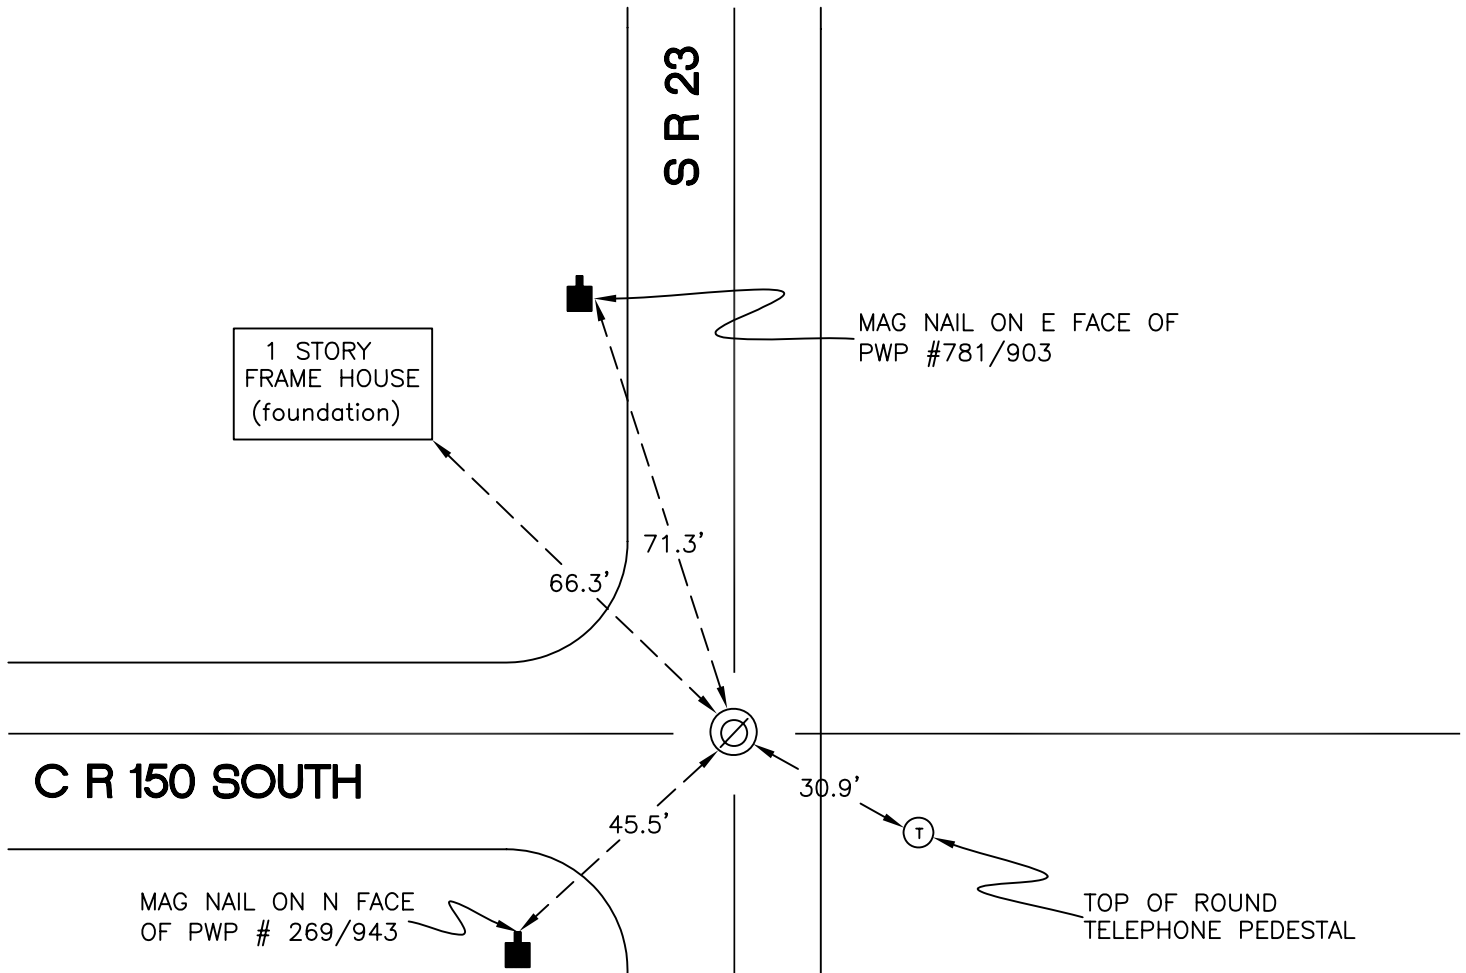 S R 23
MAG NAIL ON E FACE OF
PWP #781/903
1 STORY
FRAME HOUSE
(foundation)
71.3'
66.3'
C R 150 SOUTH
30.9'
45.5'
T
MAG NAIL ON N FACE
OF PWP # 269/943
TOP OF ROUND
TELEPHONE PEDESTAL